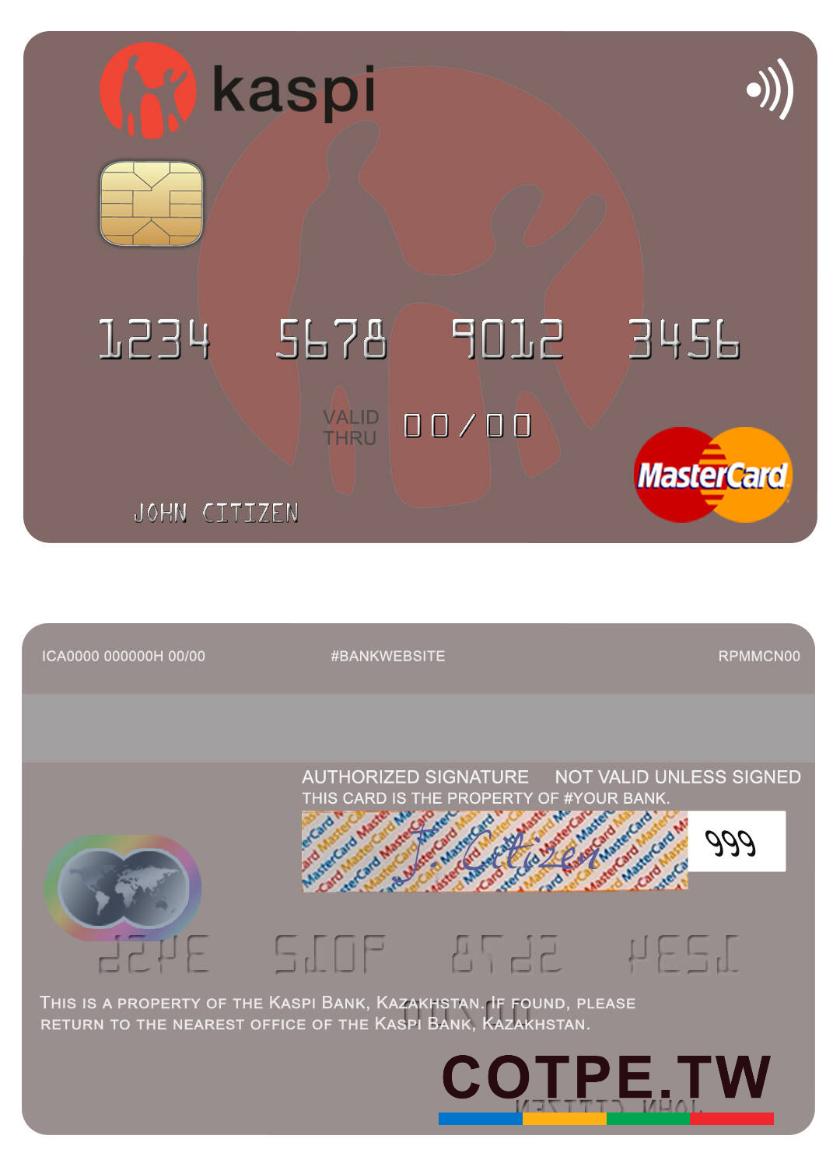 kaspi
1234 5678 9012 3456
VALID THRU 00/00
JOHN CITIZEN
MasterCard
ICA0000 000000H 00/00 #BANKWEBSITE RPMMCN00
AUTHORIZED SIGNATURE NOT VALID UNLESS SIGNED
THIS CARD IS THE PROPERTY OF #YOUR BANK.
J Citizen 999
THIS IS A PROPERTY OF THE KASPI BANK, KAZAKHSTAN. IF FOUND, PLEASE
RETURN TO THE NEAREST OFFICE OF THE KASPI BANK, KAZAKHSTAN.
COTPE.TW